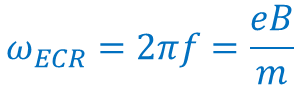 ω_ECR = 2πf = eB/m